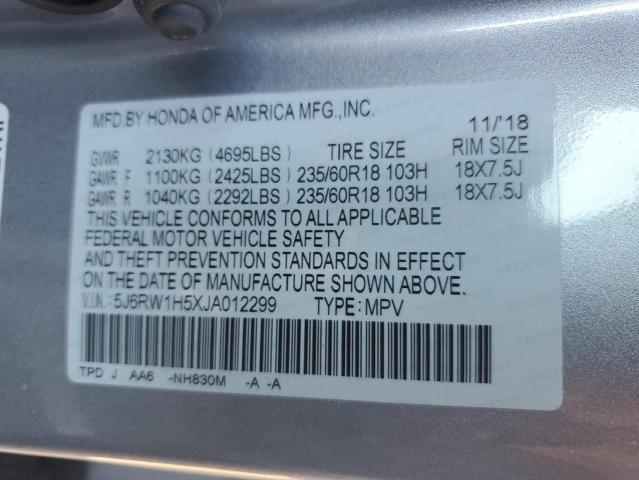 MFD.BY HONDA OF AMERICA MFG.,INC. 11/'18
GVWR 2130KG (4695LBS) TIRE SIZE RIM SIZE
GAWR F 1100KG (2425LBS) 235/60R18 103H 18X7.5J
GAWR R 1040KG (2292LBS) 235/60R18 103H 18X7.5J
THIS VEHICLE CONFORMS TO ALL APPLICABLE
FEDERAL MOTOR VEHICLE SAFETY
AND THEFT PREVENTION STANDARDS IN EFFECT
ON THE DATE OF MANUFACTURE SHOWN ABOVE.
V.I.N.: 5J6RW1H5XJA012299 TYPE: MPV
TPD J AA6 -NH830M -A -A